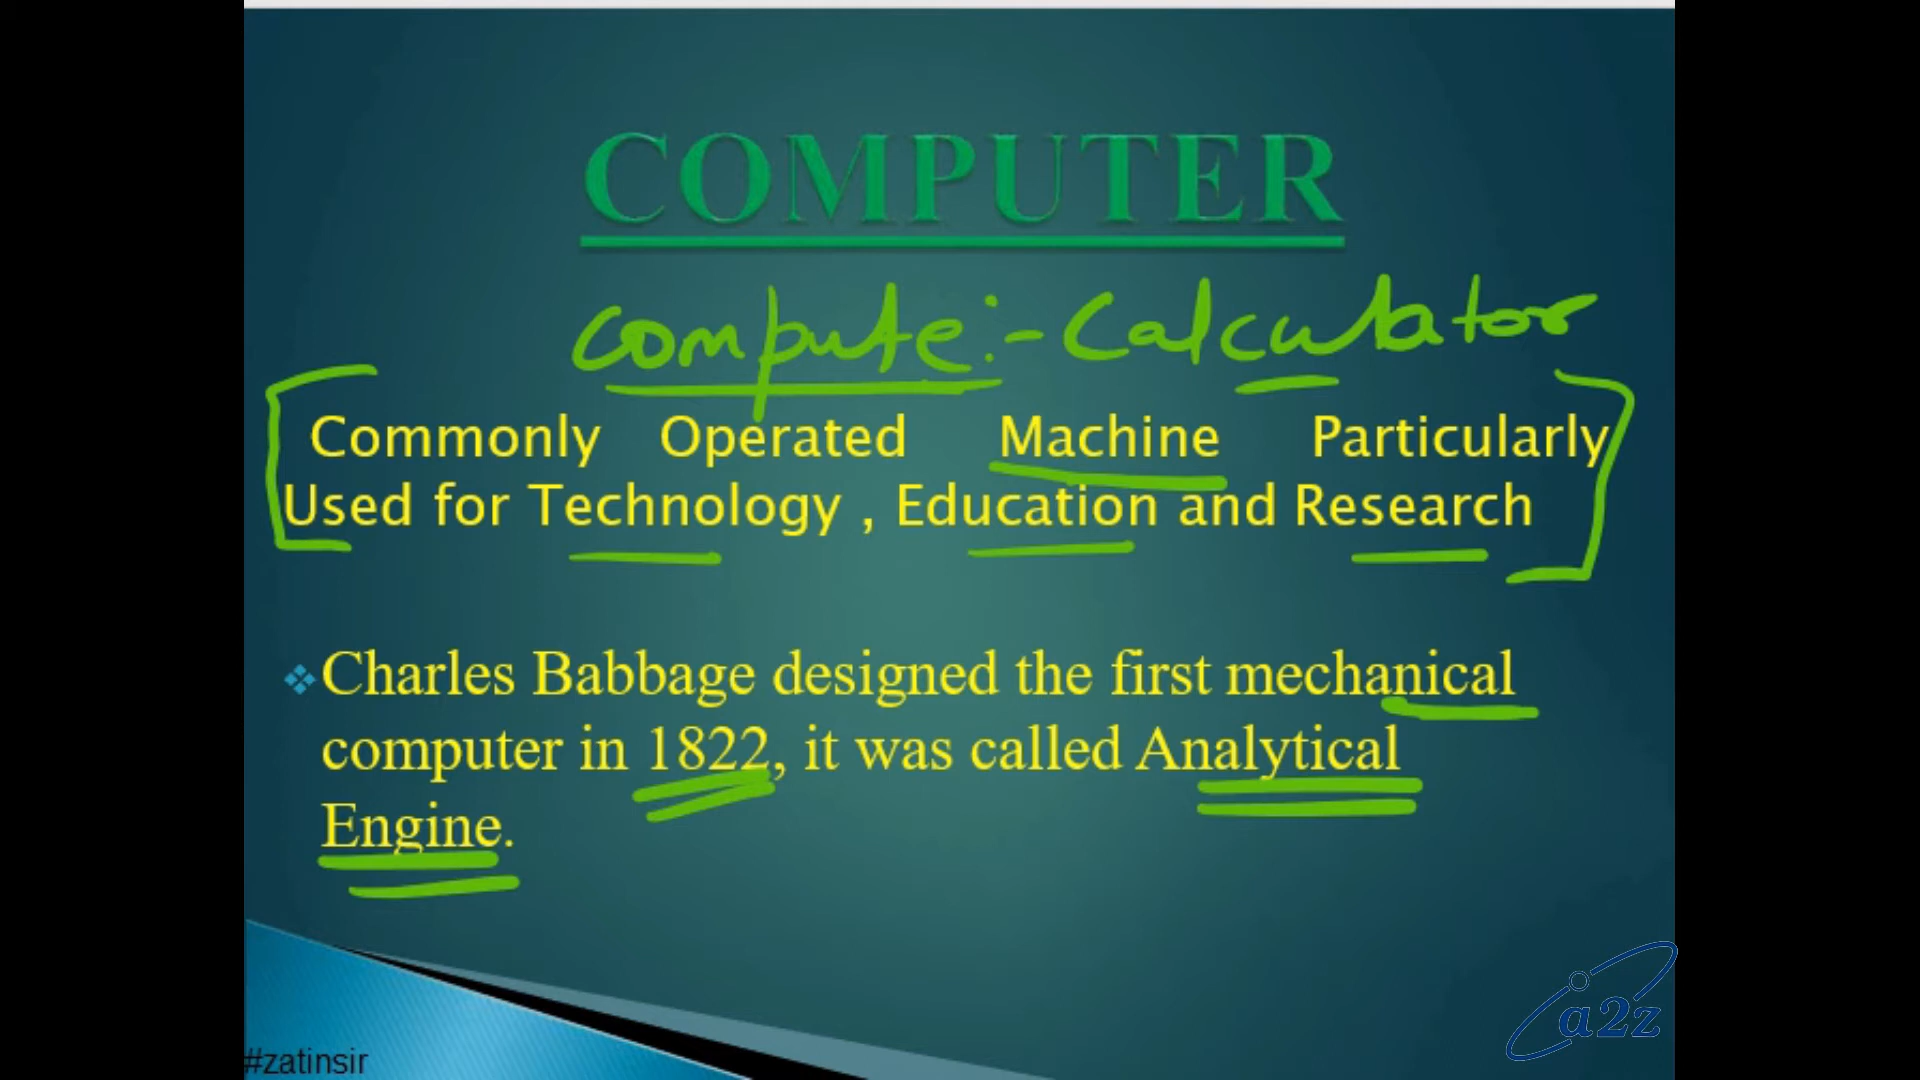 COMPUTER
Compute:- Calculator
Commonly Operated Machine Particularly
Used for Technology , Education and Research
Charles Babbage designed the first mechanical
computer in 1822, it was called Analytical
Engine.
a2z
#zatinsir